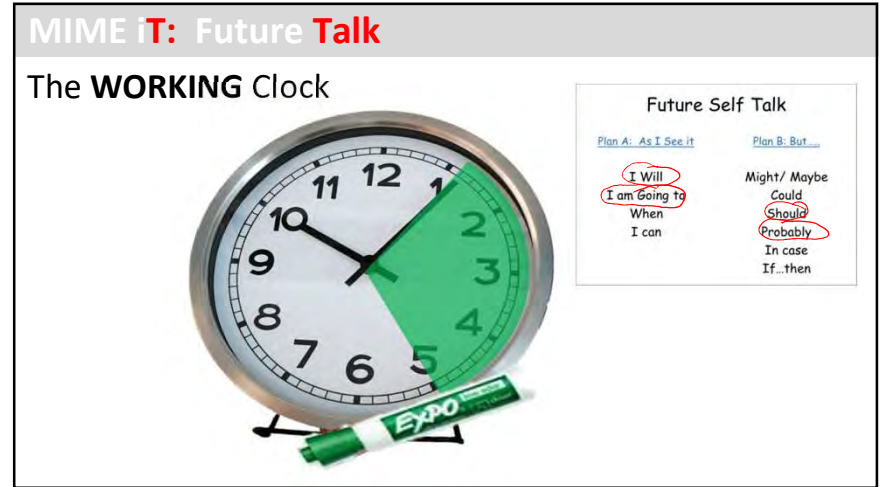 MIME iT: Future Talk
The WORKING Clock
12
11
1
10
2
9
3
8
4
7
5
6
EXPO
Future Self Talk
Plan A: As I See it
Plan B: But.....
I Will
I am Going to
When
I can
Might/ Maybe
Could
Should
Probably
In case
If...then